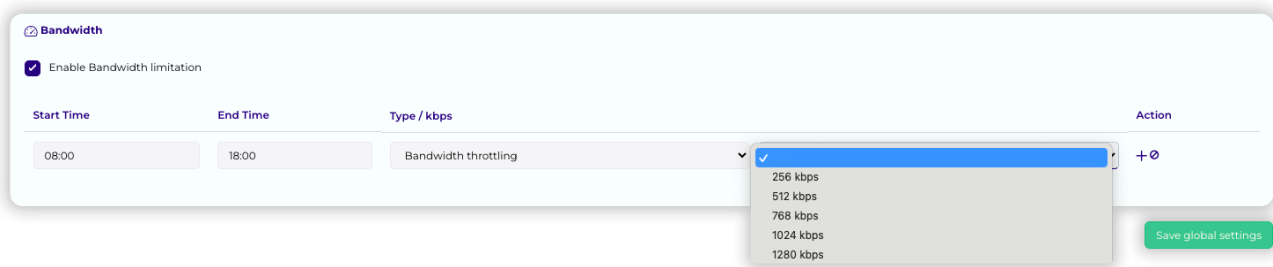 Bandwidth
Enable Bandwidth limitation
Start Time End Time Type / kbps Action
08:00 18:00 Bandwidth throttling
256 kbps
512 kbps
768 kbps
1024 kbps
Save global settings
1280 kbps